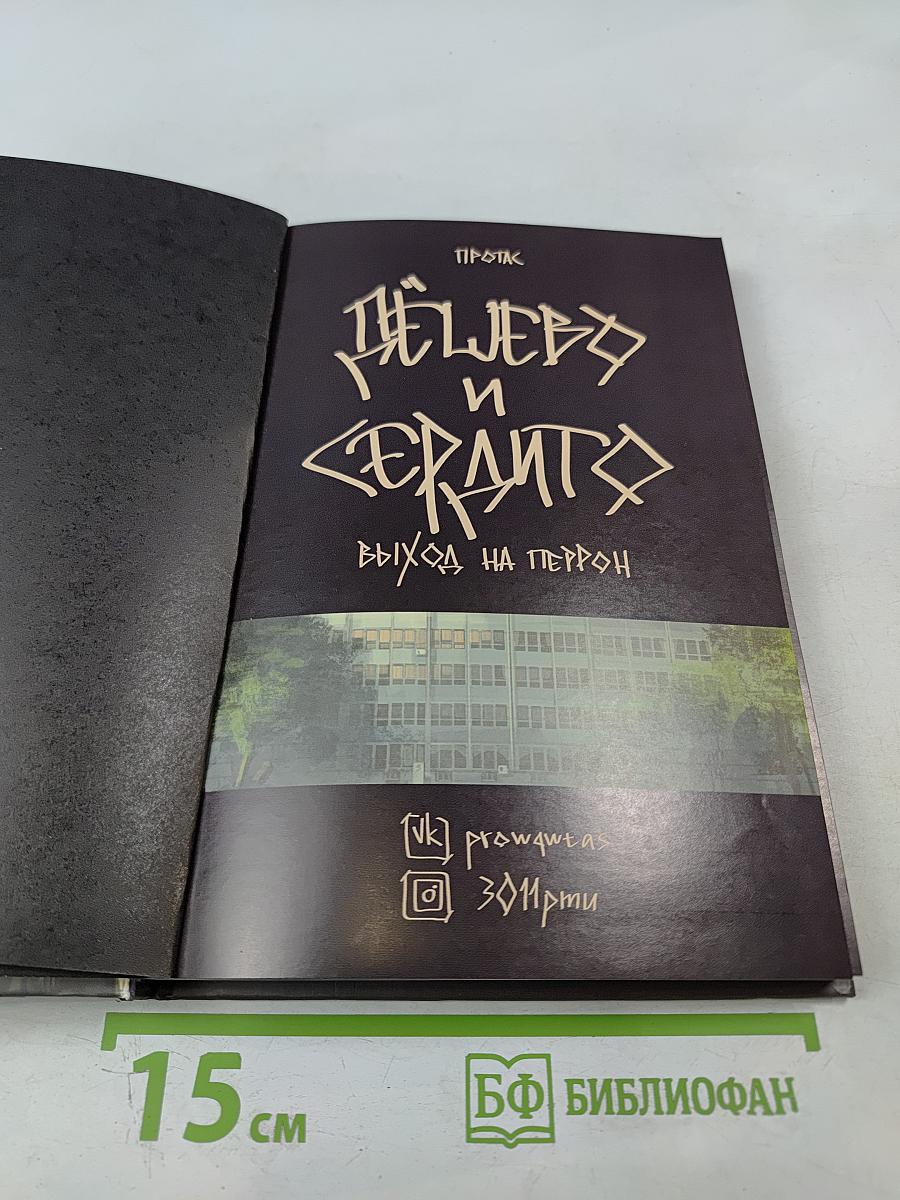 ПРОТАС
ДЁШЕВО
И
СЕРДИТО
ВЫХОД НА ПЕРРОН
vk prowqwtas
3011pmu
15 см
БФ БИБЛИОФАН